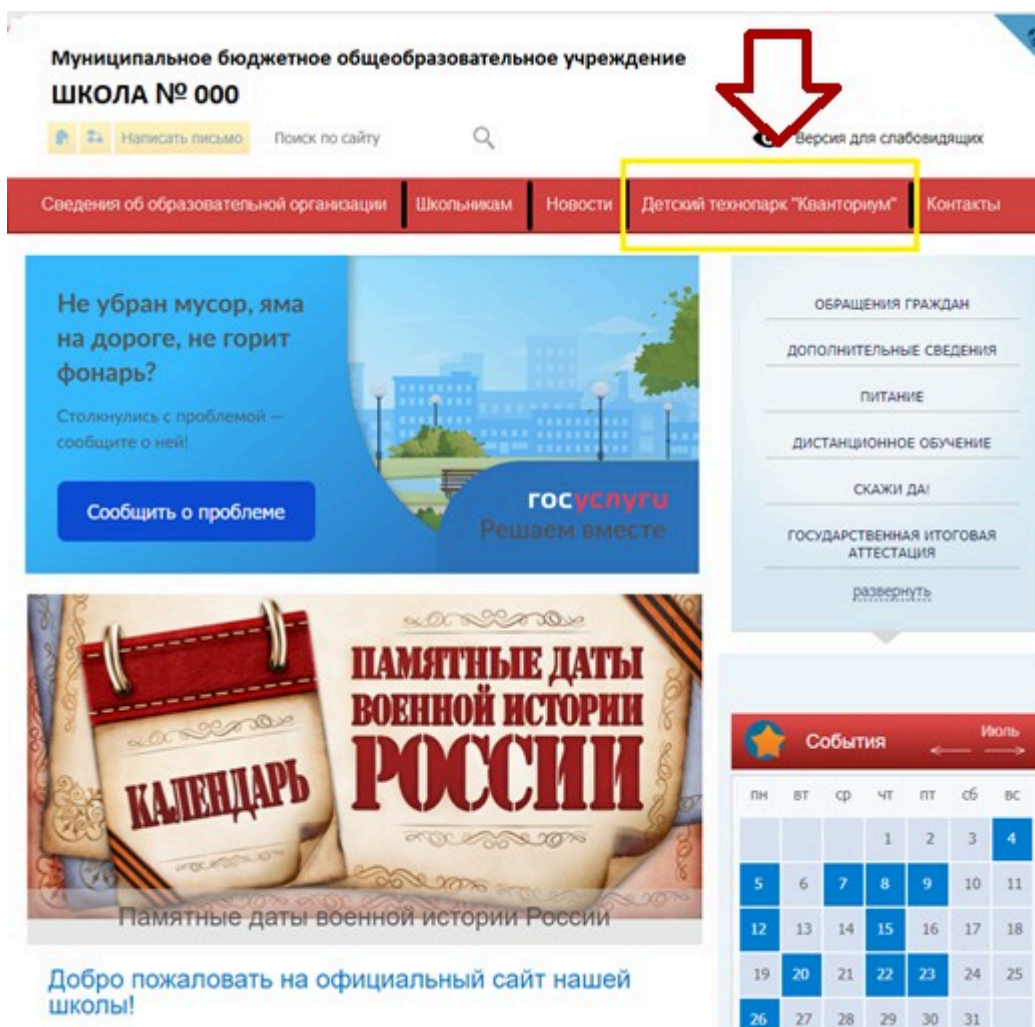 Муниципальное бюджетное общеобразовательное учреждение
ШКОЛА № 000
Написать письмо
Поиск по сайту
Версия для слабовидящих
Сведения об образовательной организации
Школьникам
Новости
Детский технопарк "Кванториум"
Контакты
Не убран мусор, яма
на дороге, не горит
фонарь?
Столкнулись с проблемой —
сообщите о ней!
Сообщить о проблеме
госуслуги
Решаем вместе
ОБРАЩЕНИЯ ГРАЖДАН
ДОПОЛНИТЕЛЬНЫЕ СВЕДЕНИЯ
ПИТАНИЕ
ДИСТАНЦИОННОЕ ОБУЧЕНИЕ
СКАЖИ ДА!
ГОСУДАРСТВЕННАЯ ИТОГОВАЯ
АТТЕСТАЦИЯ
развернуть
КАЛЕНДАРЬ
ПАМЯТНЫЕ ДАТЫ
ВОЕННОЙ ИСТОРИИ
РОССИИ
Памятные даты военной истории России
Добро пожаловать на официальный сайт нашей
школы!
События
Июль
пн вт ср чт пт сб вс
1 2 3 4
5 6 7 8 9 10 11
12 13 14 15 16 17 18
19 20 21 22 23 24 25
26 27 28 29 30 31